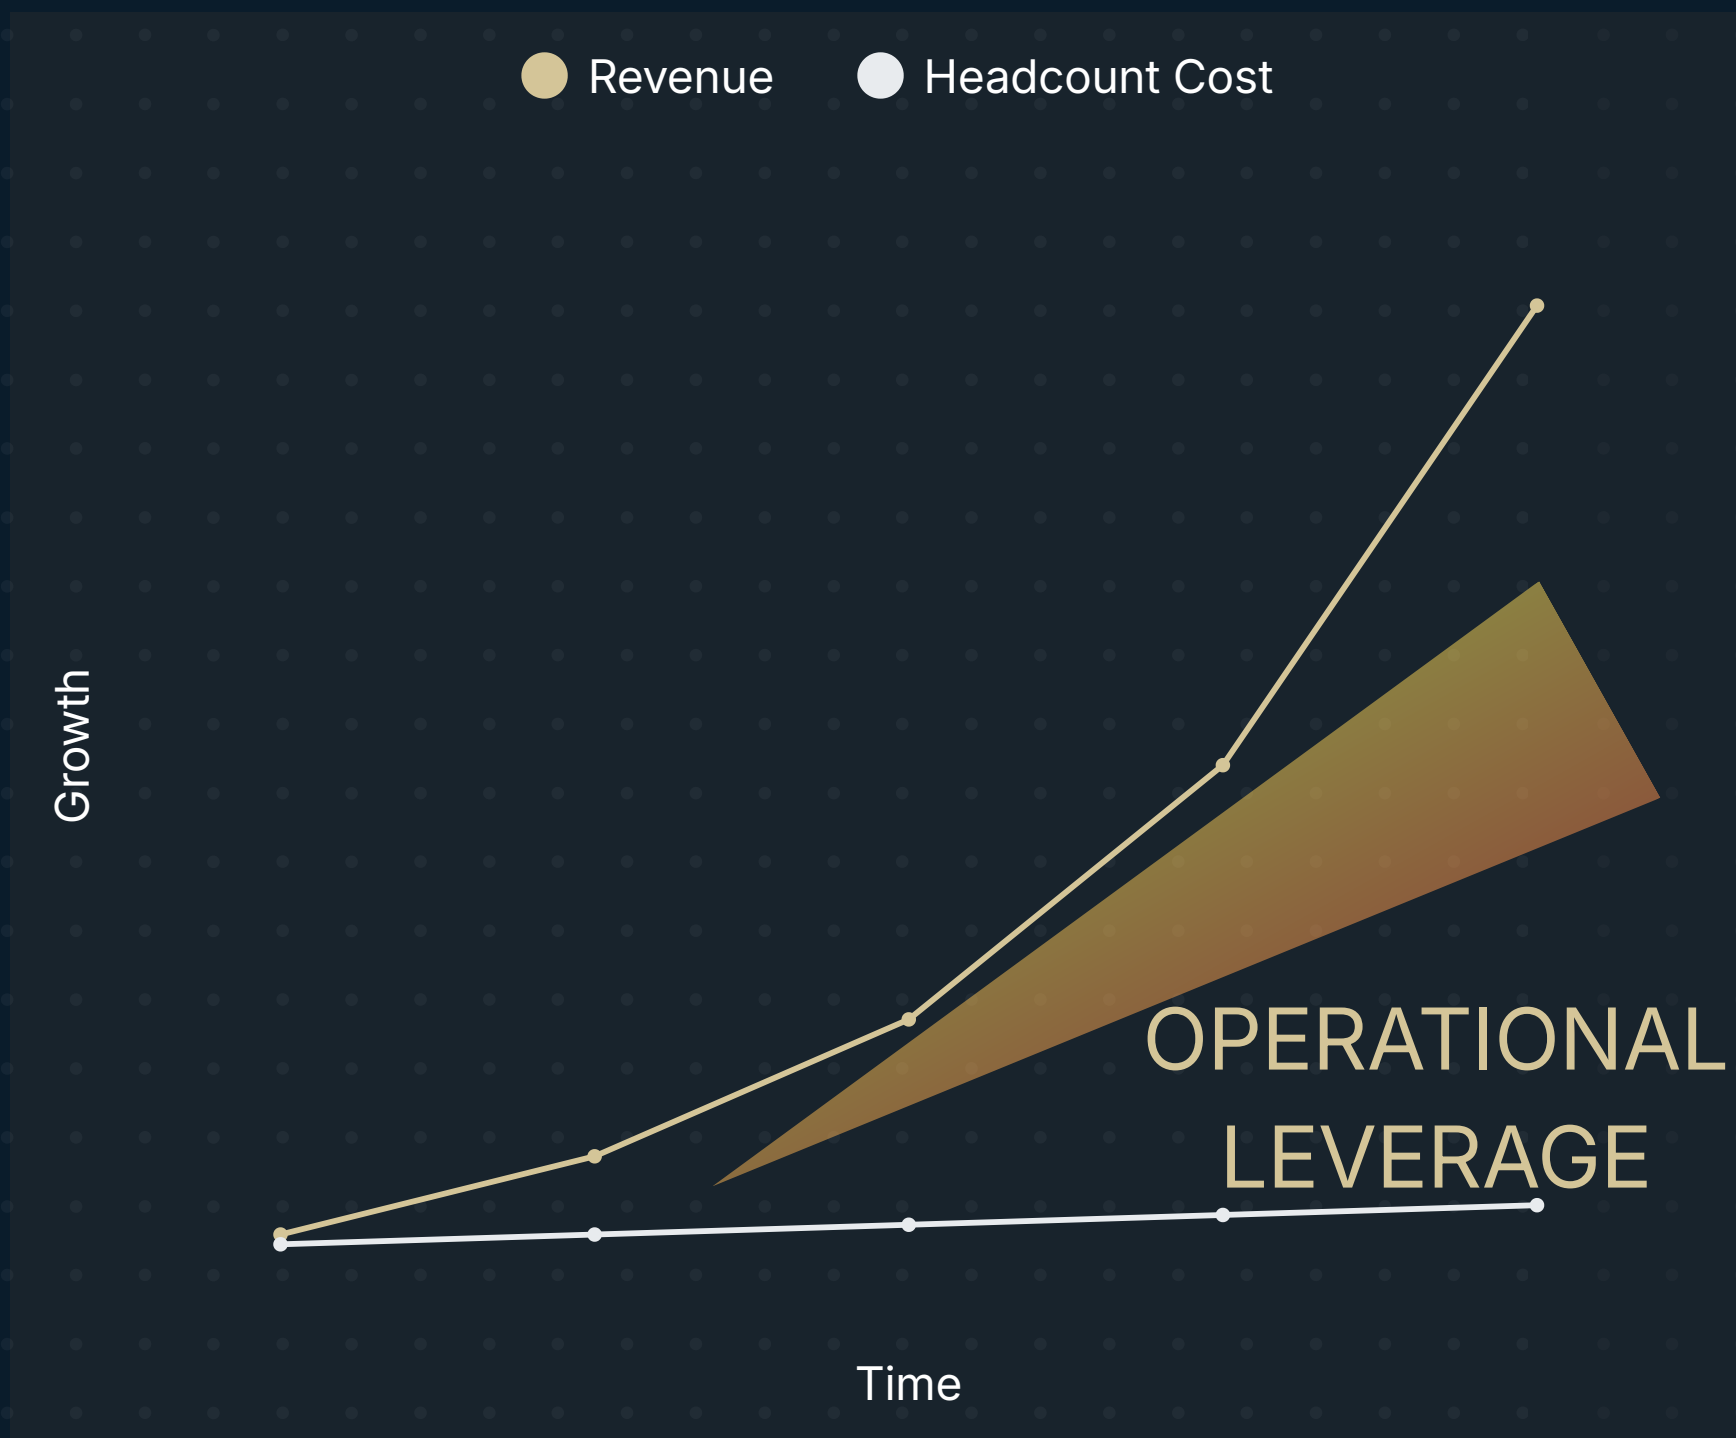 Revenue
Headcount Cost
Growth
OPERATIONAL
LEVERAGE
Time